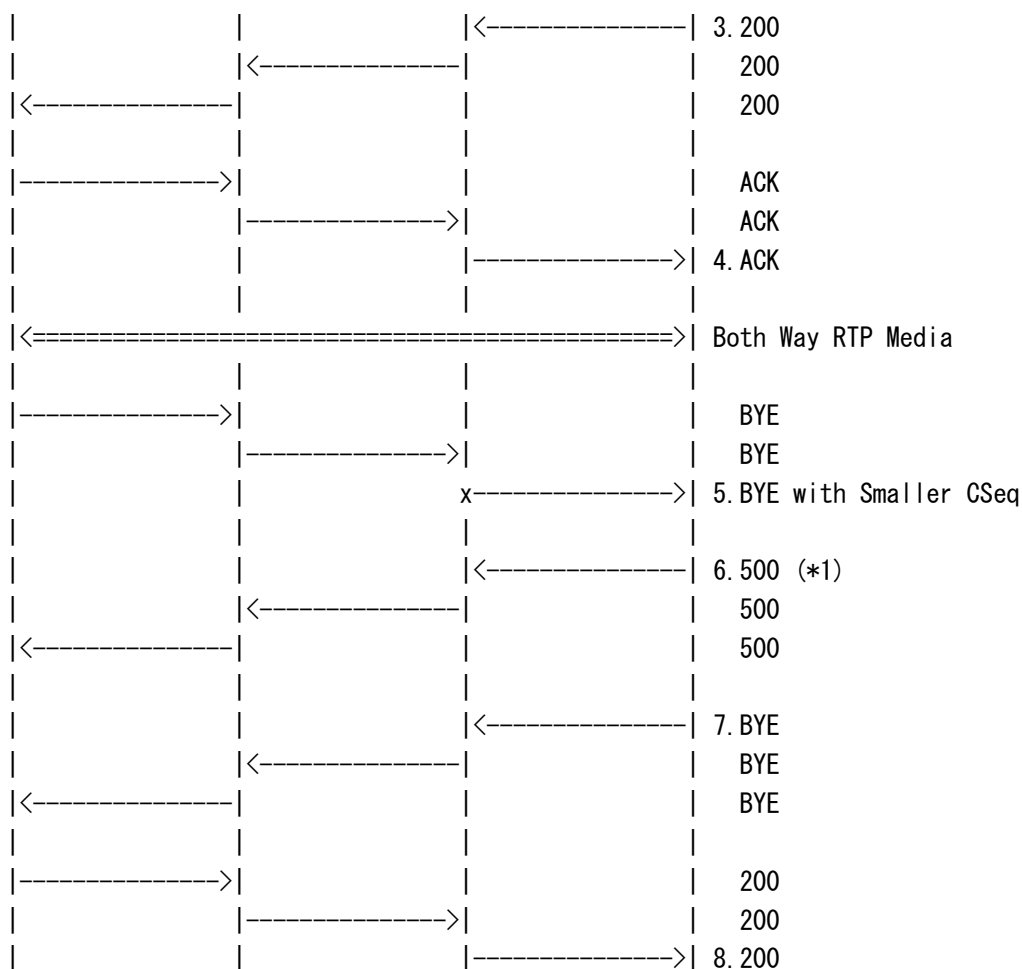 |                |                |<---------------| 3.200
|                |<---------------|                |   200
|<---------------|                |                |   200
|                |                |                |
|--------------->|                |                |   ACK
|                |--------------->|                |   ACK
|                |                |--------------->| 4.ACK
|                |                |                |
|<================================================>| Both Way RTP Media
|                |                |                |
|--------------->|                |                |   BYE
|                |--------------->|                |   BYE
|                |                x--------------->| 5.BYE with Smaller CSeq
|                |                |                |
|                |                |<---------------| 6.500 (*1)
|                |<---------------|                |   500
|<---------------|                |                |   500
|                |                |                |
|                |                |<---------------| 7.BYE
|                |<---------------|                |   BYE
|<---------------|                |                |   BYE
|                |                |                |
|--------------->|                |                |   200
|                |--------------->|                |   200
|                |                |--------------->| 8.200